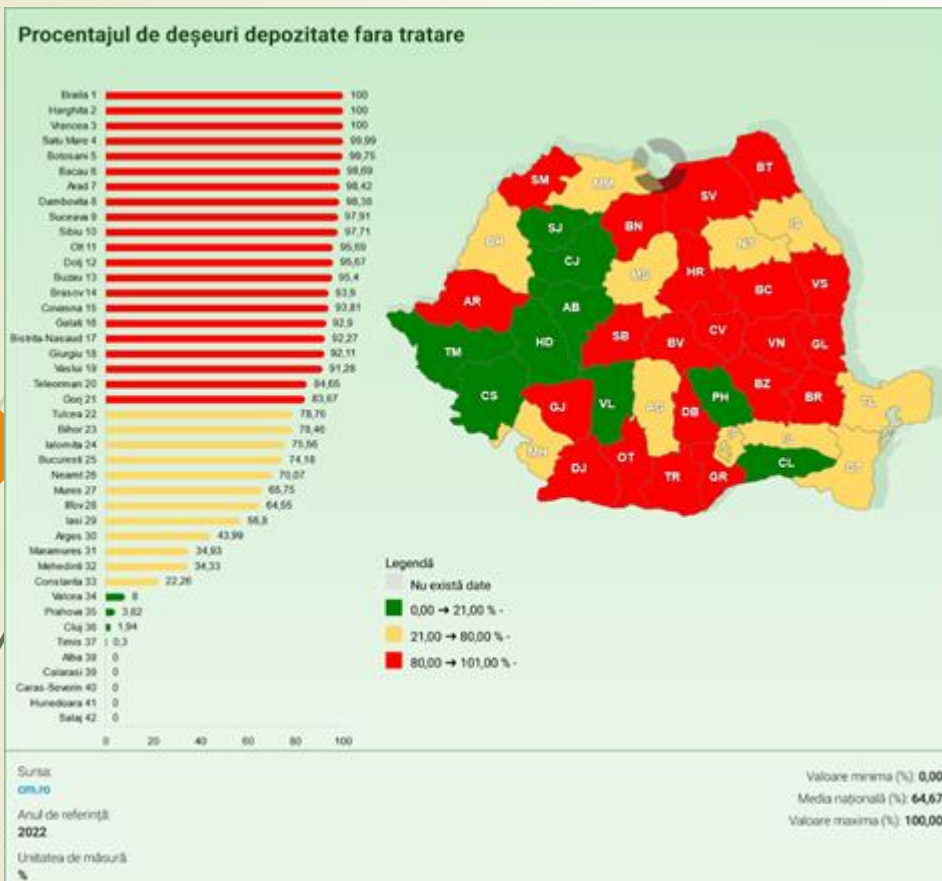 Procentajul de deșeuri depozitate fara tratare
Braila 1 100
Harghita 2 100
Vrancea 3 100
Satu Mare 4 99,99
Botosani 5 99,75
Bacau 6 98,69
Arad 7 98,42
Dambovita 8 98,38
Suceava 9 97,91
Sibiu 10 97,71
Olt 11 95,69
Dolj 12 95,67
Buzau 13 95,4
Brasov 14 93,9
Covasna 15 93,81
Galati 16 92,9
Bistrita-Nasaud 17 92,27
Giurgiu 18 92,11
Vaslui 19 91,28
Teleorman 20 84,65
Gorj 21 83,67
Tulcea 22 78,76
Bihor 23 78,46
Ialomita 24 75,56
Bucuresti 25 74,18
Neamt 26 70,07
Mures 27 65,75
Ilfov 28 64,55
Iasi 29 56,8
Arges 30 43,99
Maramures 31 34,93
Mehedinti 32 34,33
Constanta 33 22,26
Valcea 34 8
Prahova 35 3,82
Cluj 36 1,94
Timis 37 0,3
Alba 38 0
Calarasi 39 0
Caras-Severin 40 0
Hunedoara 41 0
Salaj 42 0
0 20 40 60 80 100
BT
SM MM SV
SJ BN IS
BH NT
CJ MS HR
BC VS
AR AB
SB BV CV VN GL
TM HD
CS GJ VL AG DB PH BZ BR TL
MH IL
DJ OT TR GR CL CT
Legendă
Nu există date
0,00 → 21,00 % -
21,00 → 80,00 % -
80,00 → 101,00 % -
Sursa:
cm.ro
Anul de referință:
2022
Unitatea de măsură:
%
Valoare minima (%): 0,00
Media națională (%): 64,67
Valoare maxima (%): 100,00